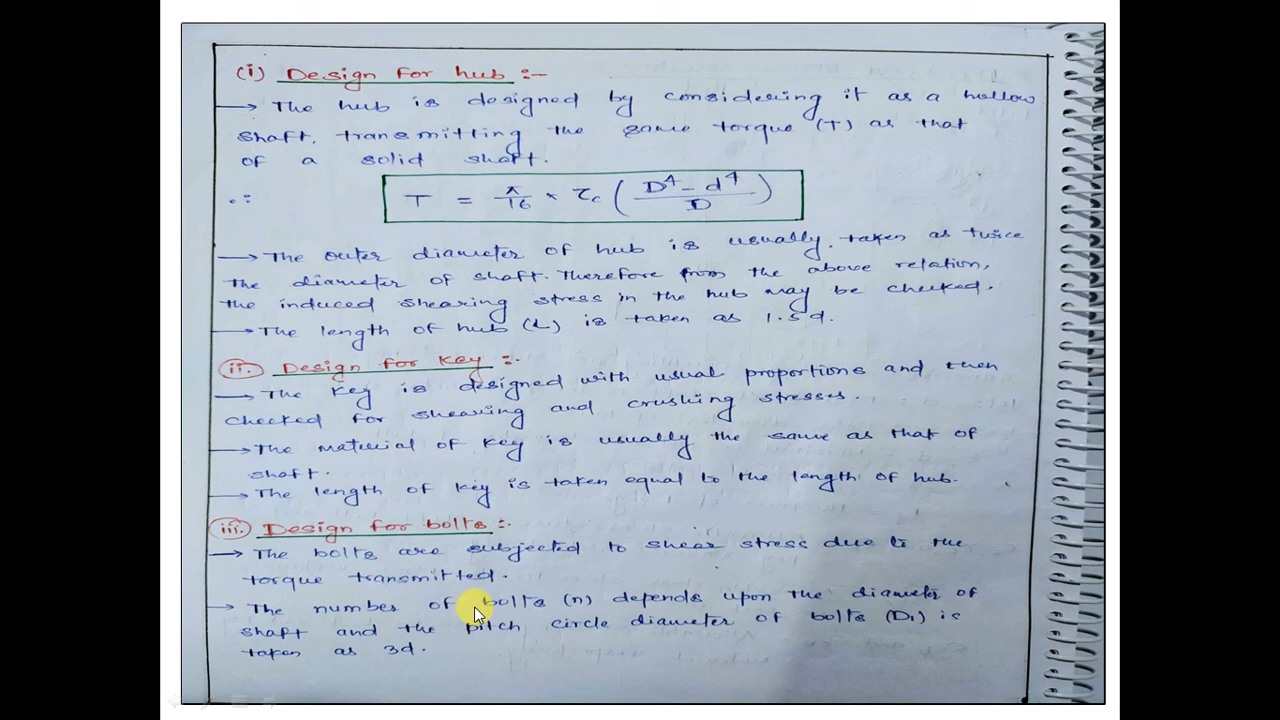 (i) Design for hub :-
→ The hub is designed by considering it as a hollow
shaft, transmitting the same torque (T) as that
of a solid shaft.
∴ T = π/16 × τc ( D⁴ - d⁴ / D )
→ The outer diameter of hub is usually taken as twice
the diameter of shaft. Therefore from the above relation,
the induced shearing stress in the hub may be checked.
→ The length of hub (L) is taken as 1.5 d.
ii. Design for key :-
→ The key is designed with usual proportions and then
checked for shearing and crushing stresses.
→ The material of key is usually the same as that of
shaft.
→ The length of key is taken equal to the length of hub.
iii. Design for bolts :-
→ The bolts are subjected to shear stress due to the
torque transmitted.
→ The number of bolts (n) depends upon the diameter of
shaft and the pitch circle diameter of bolts (D₁) is
taken as 3d.